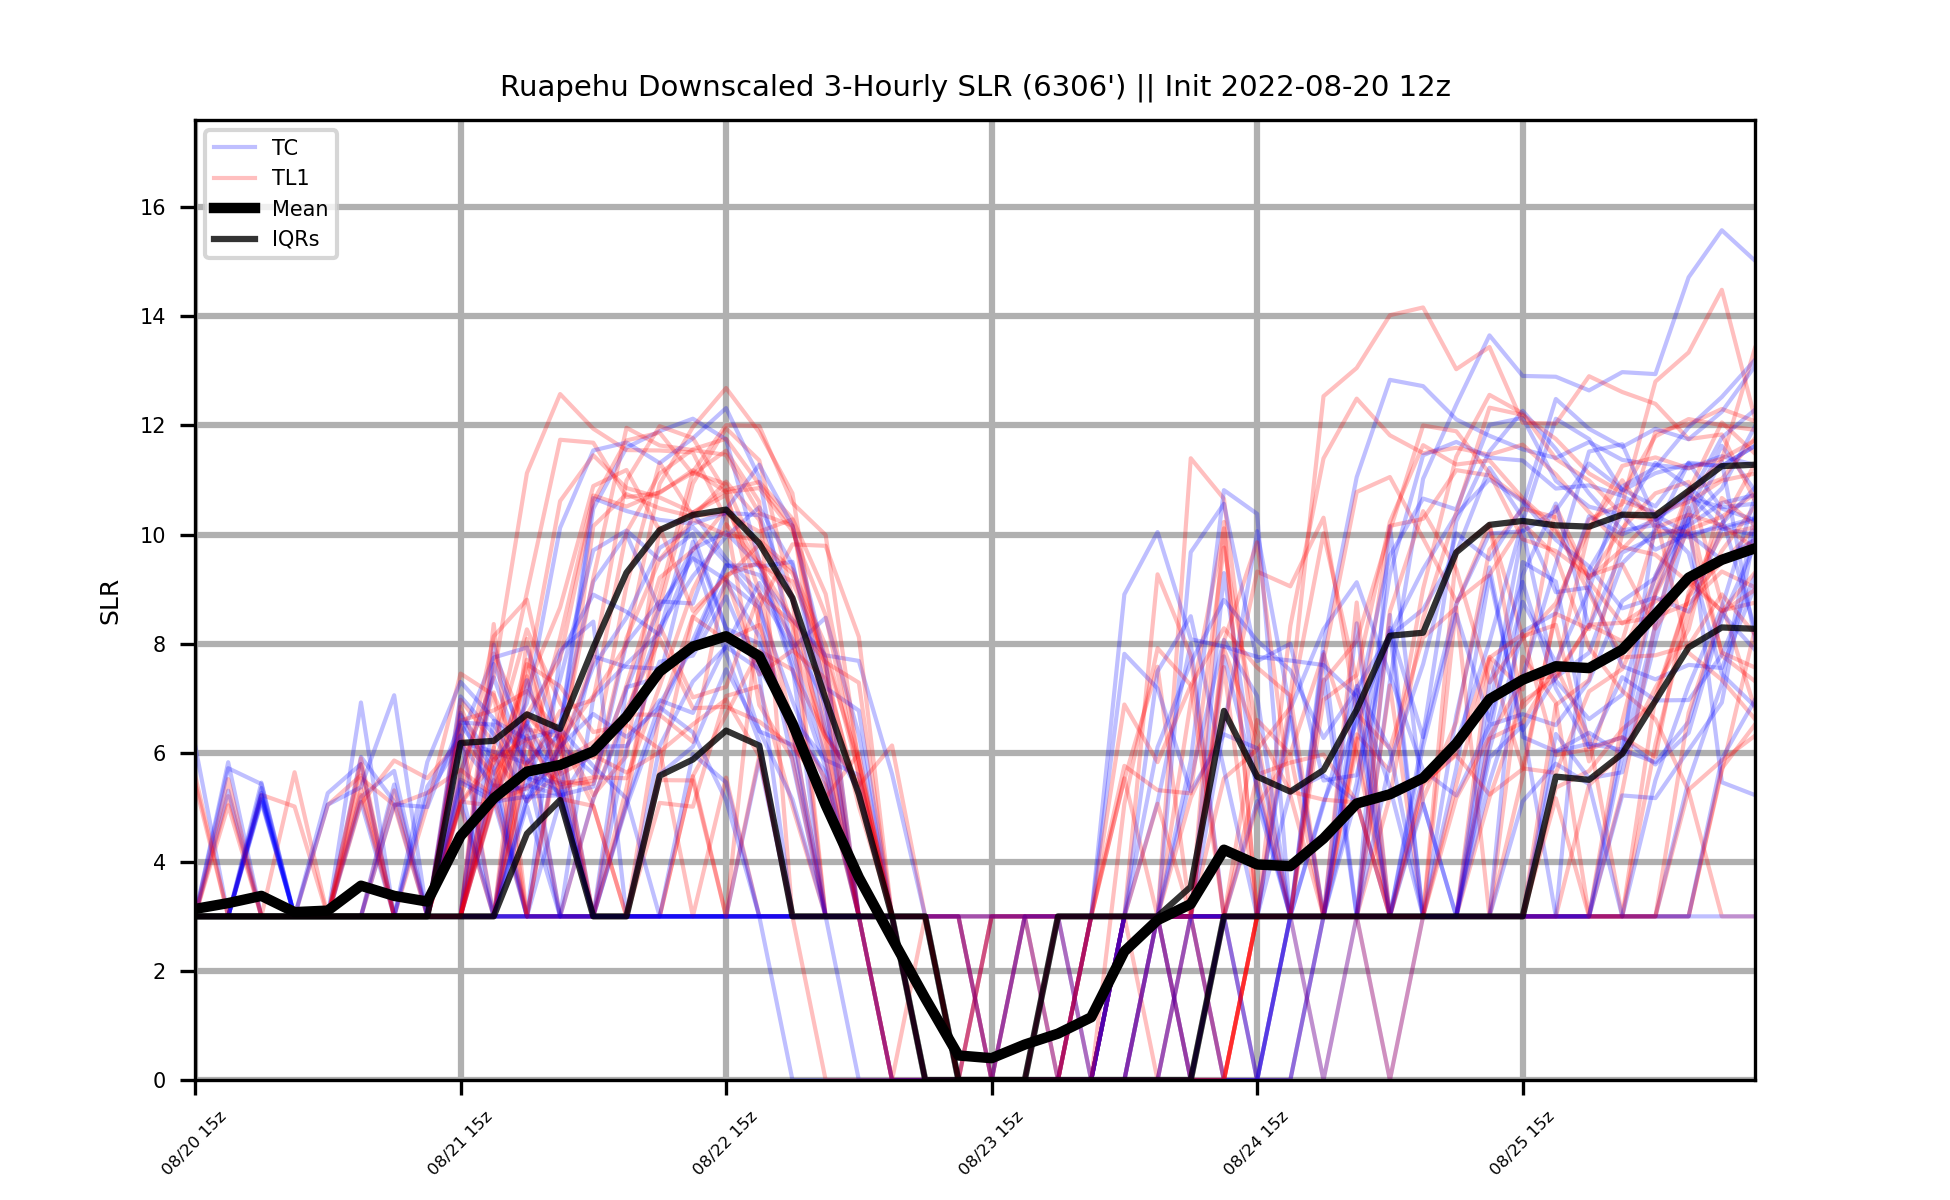 Ruapehu Downscaled 3-Hourly SLR (6306') || Init 2022-08-20 12z
TC
TL1
Mean
IQRs
SLR
16
14
12
10
8
6
4
2
0
08/20 15z
08/21 15z
08/22 15z
08/23 15z
08/24 15z
08/25 15z